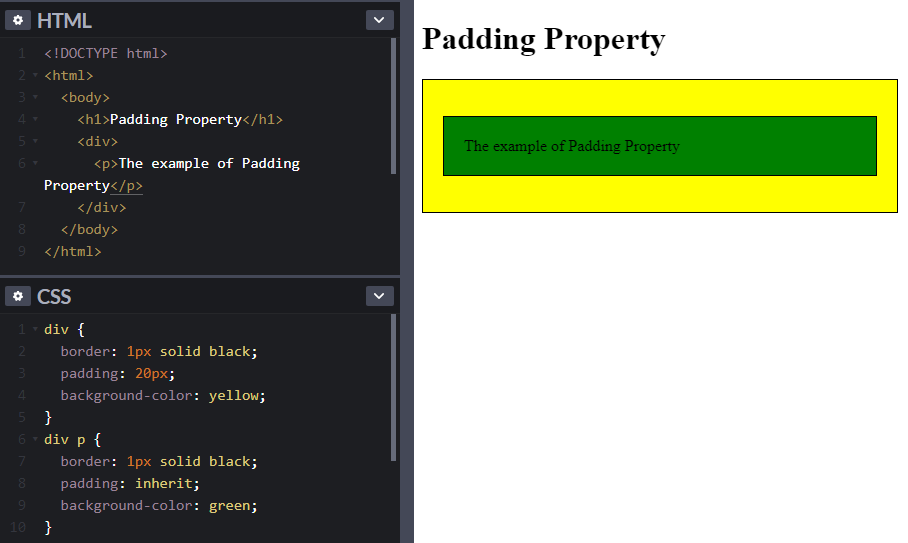 HTML
1 <!DOCTYPE html>
2 <html>
3 <body>
4 <h1>Padding Property</h1>
5 <div>
6 <p>The example of Padding
Property</p>
7 </div>
8 </body>
9 </html>
CSS
1 div {
2 border: 1px solid black;
3 padding: 20px;
4 background-color: yellow;
5 }
6 div p {
7 border: 1px solid black;
8 padding: inherit;
9 background-color: green;
10 }
Padding Property
The example of Padding Property